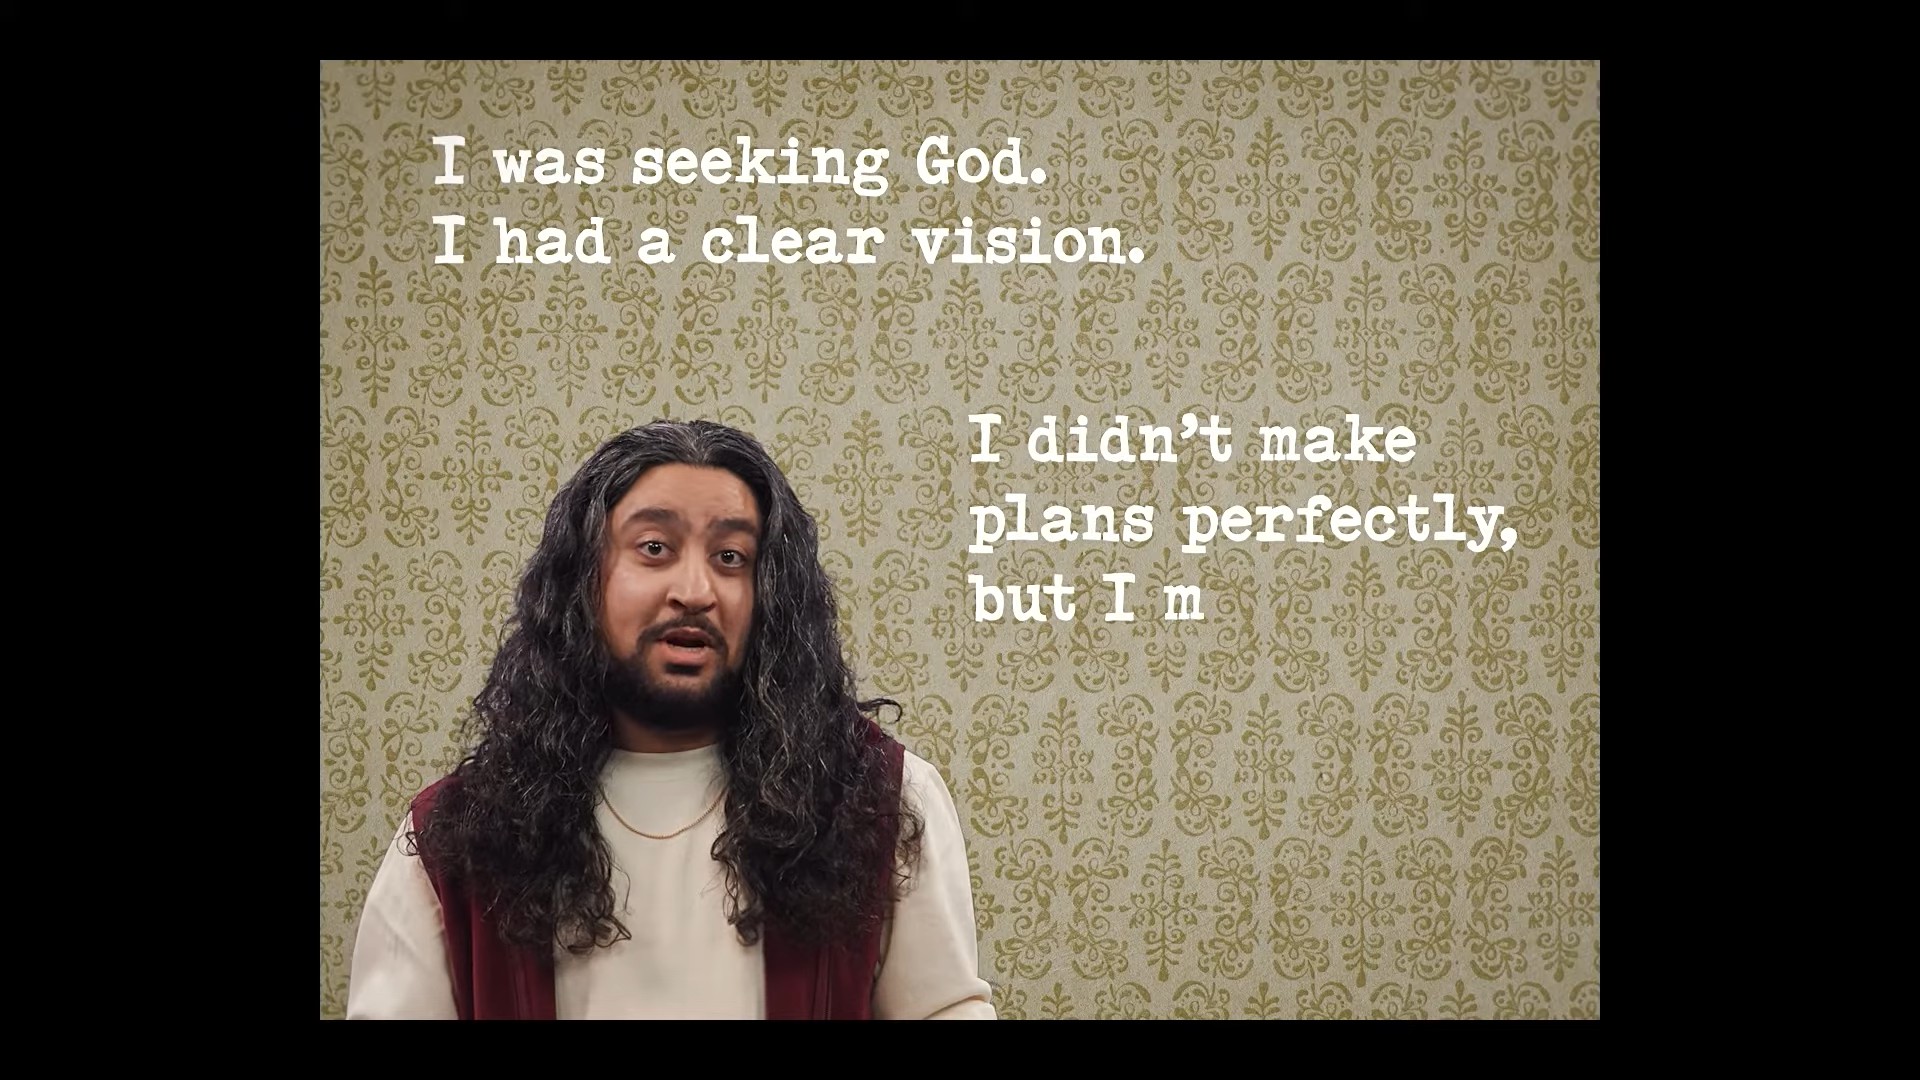 I was seeking God.
I had a clear vision.
I didn’t make
plans perfectly,
but I m